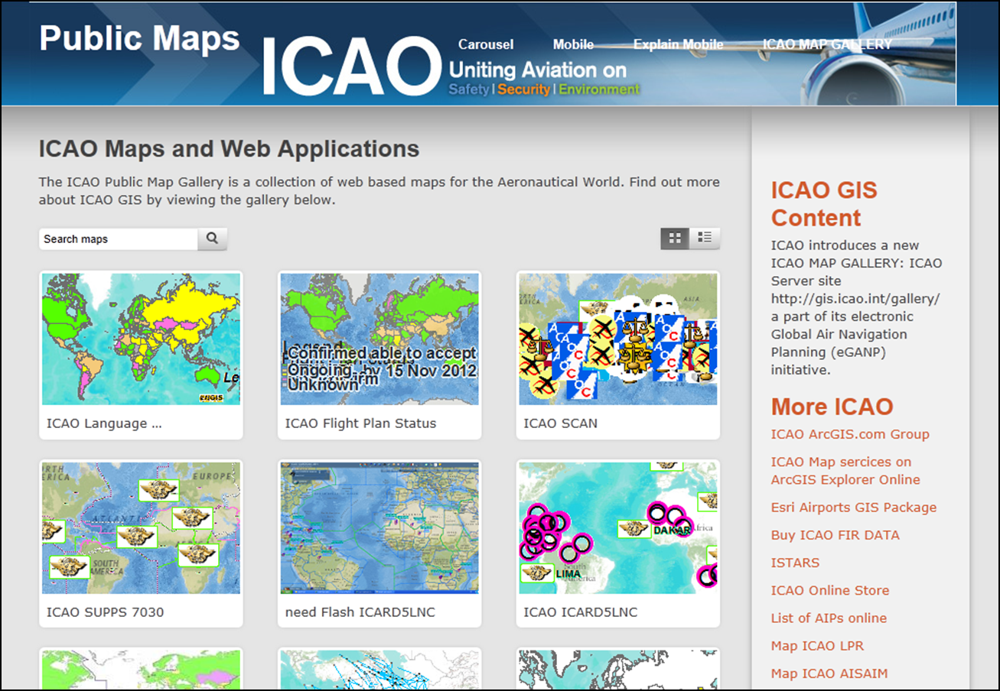 Public Maps
ICAO
Carousel Mobile Explain Mobile ICAO MAP GALLERY
Uniting Aviation on
Safety | Security | Environment
ICAO Maps and Web Applications
The ICAO Public Map Gallery is a collection of web based maps for the Aeronautical World. Find out more
about ICAO GIS by viewing the gallery below.
Search maps
ICAO Language ...
Confirmed able to accept
Ongoing, by 15 Nov 2012
Unknown
ICAO Flight Plan Status
ASIA
ICAO SCAN
EUROPE
ATLANTIC
SOUTH
AMERICA
ICAO SUPPS 7030
need Flash ICARD5LNC
DAKAR
LIMA
South
America
ICAO ICARD5LNC
ICAO GIS
Content
ICAO introduces a new
ICAO MAP GALLERY: ICAO
Server site
http://gis.icao.int/gallery/
a part of its electronic
Global Air Navigation
Planning (eGANP)
initiative.
More ICAO
ICAO ArcGIS.com Group
ICAO Map sercices on
ArcGIS Explorer Online
Esri Airports GIS Package
Buy ICAO FIR DATA
ISTARS
ICAO Online Store
List of AIPs online
Map ICAO LPR
Map ICAO AISAIM